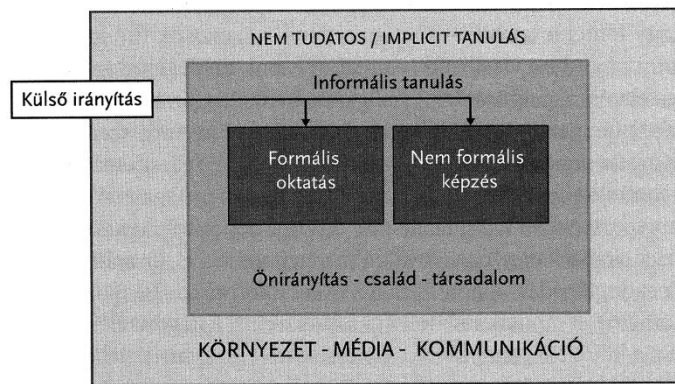 NEM TUDATOS / IMPLICIT TANULÁS
Informális tanulás
Külső irányítás
Formális
oktatás
Nem formális
képzés
Önirányítás - család - társadalom
KÖRNYEZET - MÉDIA - KOMMUNIKÁCIÓ